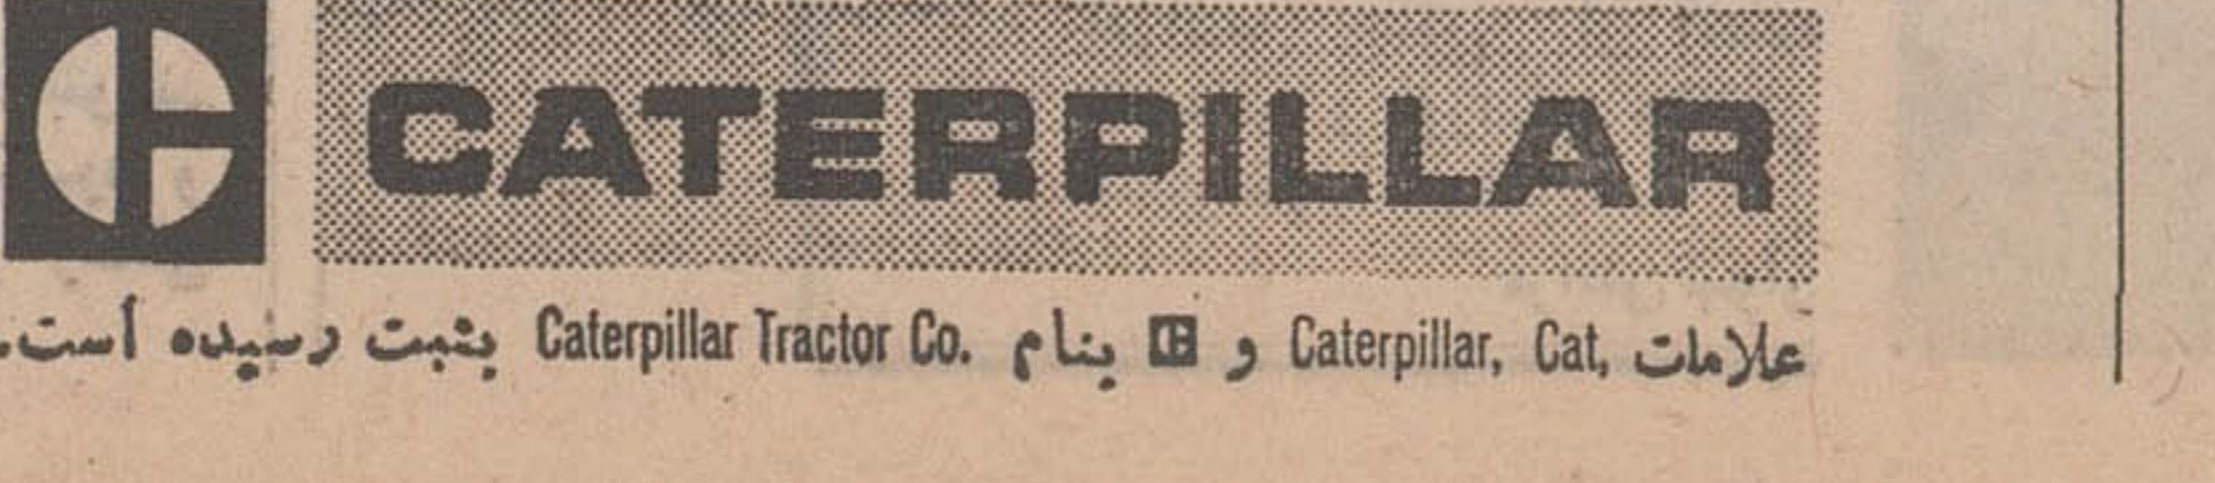 CATERPILLAR
علامات Caterpillar, Cat, و C بنام Caterpillar Tractor Co. بثبت رسیده است.